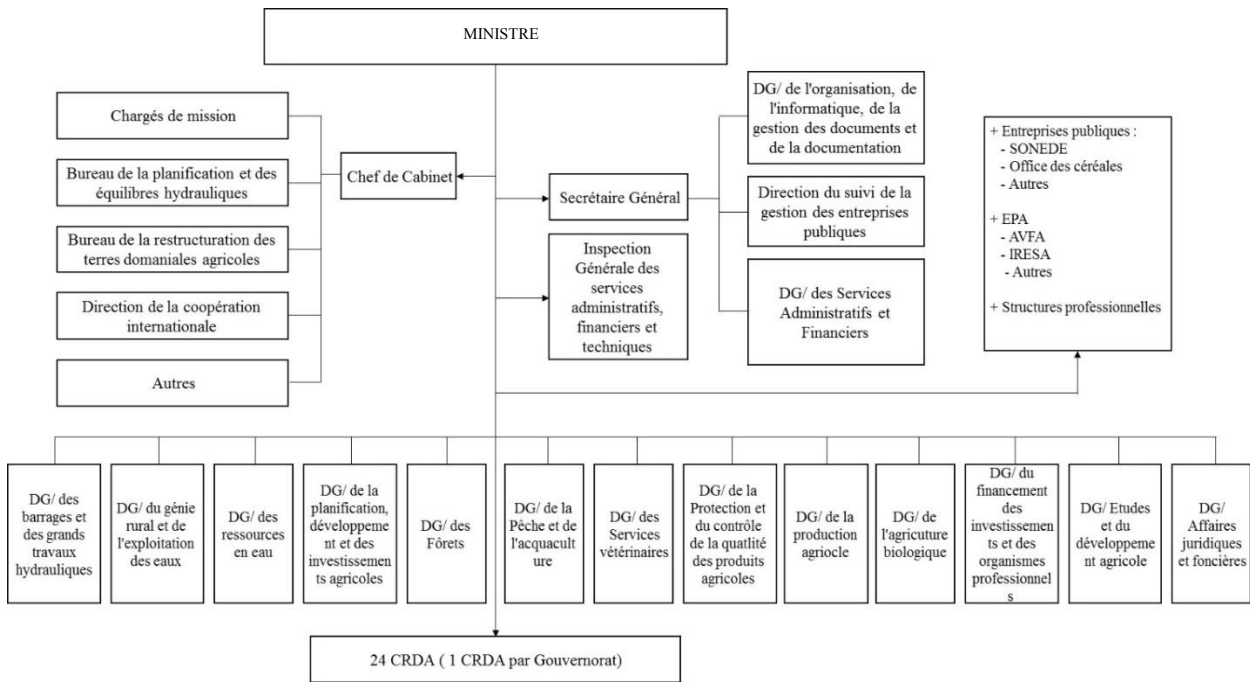 MINISTRE
Chargés de mission
Bureau de la planification et des
équilibres hydrauliques
Bureau de la restructuration des
terres domaniales agricoles
Direction de la coopération
internationale
Autres
Chef de Cabinet
Secrétaire Général
Inspection
Générale des
services
administratifs,
financiers et
techniques
DG/ de l'organisation, de
l'informatique, de la
gestion des documents et
de la documentation
Direction du suivi de la
gestion des entreprises
publiques
DG/ des Services
Administratifs et
Financiers
+ Entreprises publiques :
- SONEDE
- Office des céréales
- Autres
+ EPA
- AVFA
- IRESA
- Autres
+ Structures professionnelles
DG/ des
barrages et
des grands
travaux
hydrauliques
DG/ du génie
rural et de
l'exploitation
des eaux
DG/ des
ressources
en eau
DG/ de la
planification,
développeme
nt et des
investissemen
ts agricoles
DG/ des
Fôrets
DG/ de la
Pêche et de
l'acquacult
ure
DG/ des
Services
vétérinaires
DG/ de la
Protection et
du contrôle
de la quatlité
des produits
agricoles
DG/ de la
production
agriocle
DG/ de
l'agricuture
biologique
DG/ du
financement
des
investisseme
nts et des
organismes
professionnel
s
DG/ Etudes
et du
développeme
nt agricole
DG/
Affaires
juridiques
et foncières
24 CRDA ( 1 CRDA par Gouvernorat)